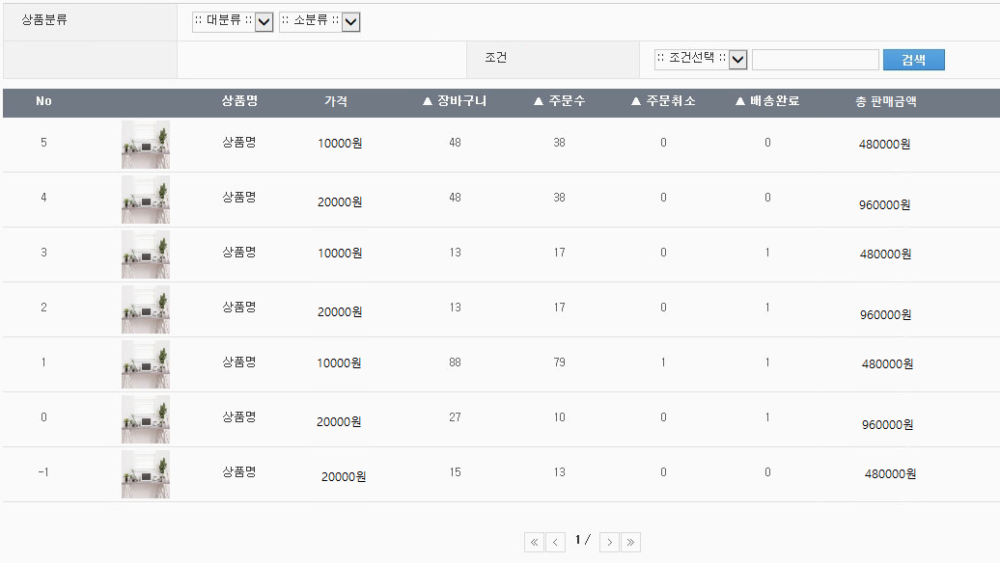 상품분류 :: 대분류 :: :: 소분류 ::
조건 :: 조건선택 :: 검색
No 상품명 가격 ▲ 장바구니 ▲ 주문수 ▲ 주문취소 ▲ 배송완료 총 판매금액
5 상품명 10000원 48 38 0 0 480000원
4 상품명 20000원 48 38 0 0 960000원
3 상품명 10000원 13 17 0 1 480000원
2 상품명 20000원 13 17 0 1 960000원
1 상품명 10000원 88 79 1 1 480000원
0 상품명 20000원 27 10 0 1 960000원
-1 상품명 20000원 15 13 0 0 480000원
« < 1 / > »